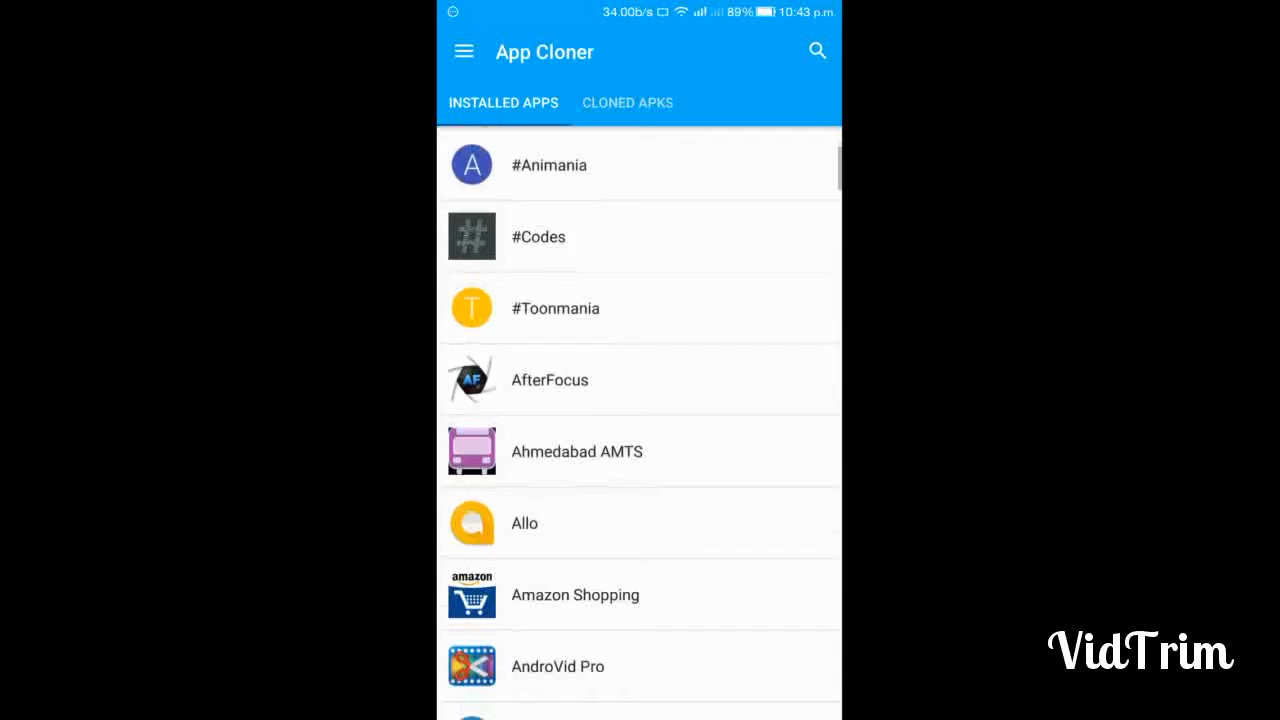 34.00b/s 89% 10:43 p.m.
App Cloner
INSTALLED APPS CLONED APKS
A #Animania
# #Codes
T #Toonmania
AF AfterFocus
Ahmedabad AMTS
Allo
amazon
Amazon Shopping
AndroVid Pro
VidTrim